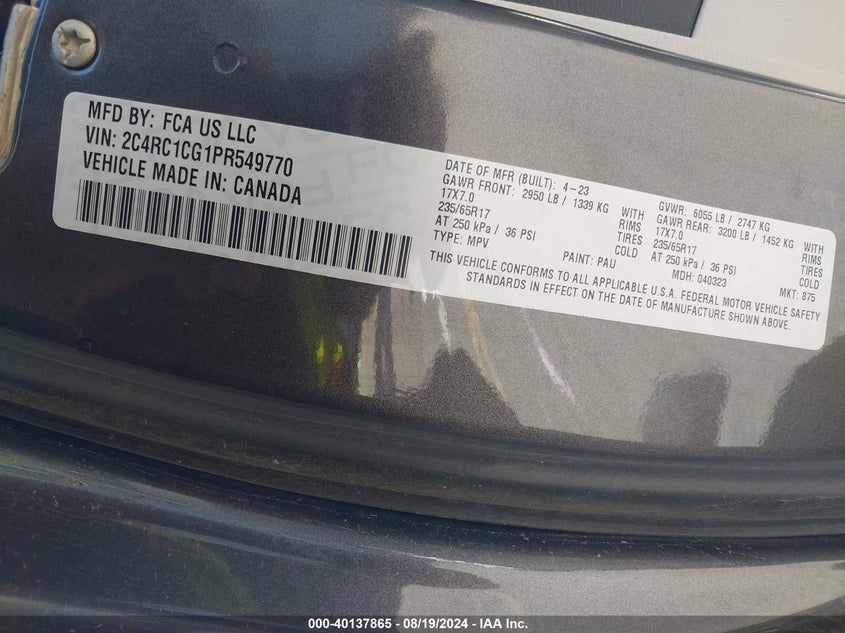 MFD BY: FCA US LLC
VIN: 2C4RC1CG1PR549770
VEHICLE MADE IN: CANADA
DATE OF MFR (BUILT): 4-23
GAWR FRONT: 2950 LB / 1339 KG WITH
17X7.0 RIMS
235/65R17 TIRES
AT 250 kPa / 36 PSI COLD
TYPE: MPV
PAINT: PAU
GVWR: 6055 LB / 2747 KG
GAWR REAR: 3200 LB / 1452 KG WITH
17X7.0 RIMS
235/65R17 TIRES
AT 250 kPa / 36 PSI COLD
MDH: 040323
MKT: 875
THIS VEHICLE CONFORMS TO ALL APPLICABLE U.S.A. FEDERAL MOTOR VEHICLE SAFETY
STANDARDS IN EFFECT ON THE DATE OF MANUFACTURE SHOWN ABOVE.
000-40137865 - 08/19/2024 - IAA Inc.